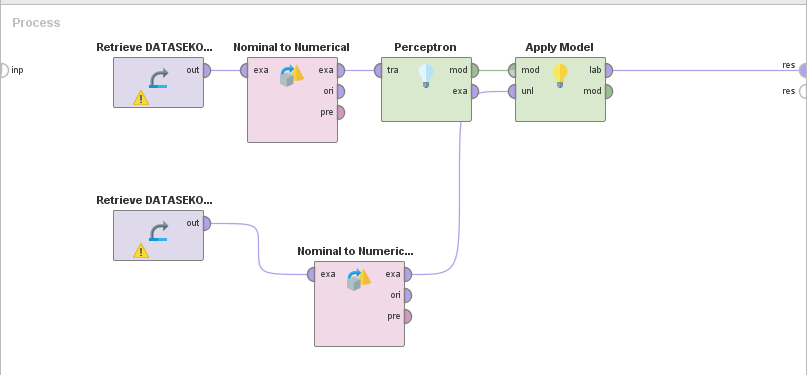 Process
inp
Retrieve DATASEKO...
out
Nominal to Numerical
exa exa
ori
pre
Perceptron
tra mod
exa
Apply Model
mod lab
unl mod
res
res
Retrieve DATASEKO...
out
Nominal to Numeric...
exa exa
ori
pre